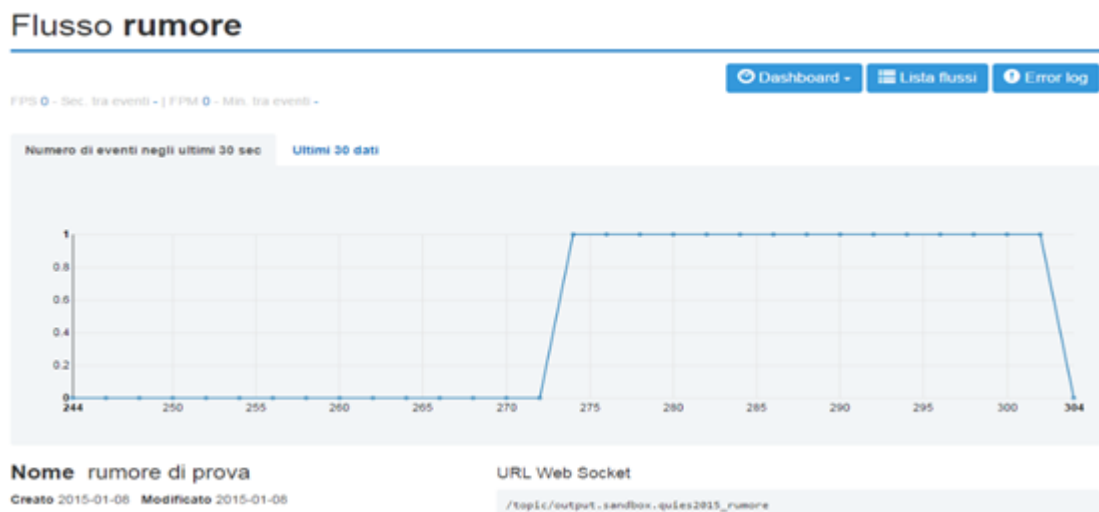 Flusso rumore
Dashboard Lista flussi Error log
FPS 0 - Sec. tra eventi - | FPM 0 - Min. tra eventi -
Numero di eventi negli ultimi 30 sec Ultimi 30 dati
1
0.8
0.6
0.4
0.2
0
244 250 255 260 265 270 275 280 285 290 295 300 304
Nome rumore di prova
Creato 2015-01-08 Modificato 2015-01-08
URL Web Socket
/topic/output.sandbox.quies2015_rumore